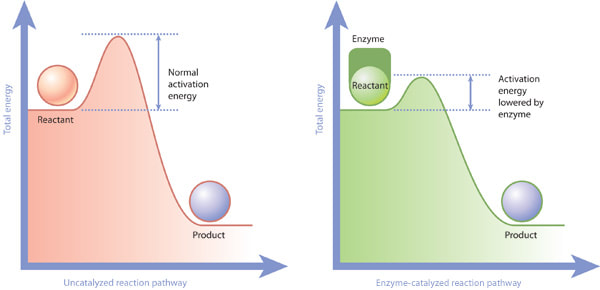 Total energy
Reactant
Normal
activation
energy
Product
Uncatalyzed reaction pathway
Total energy
Enzyme
Reactant
Activation
energy
lowered by
enzyme
Product
Enzyme-catalyzed reaction pathway